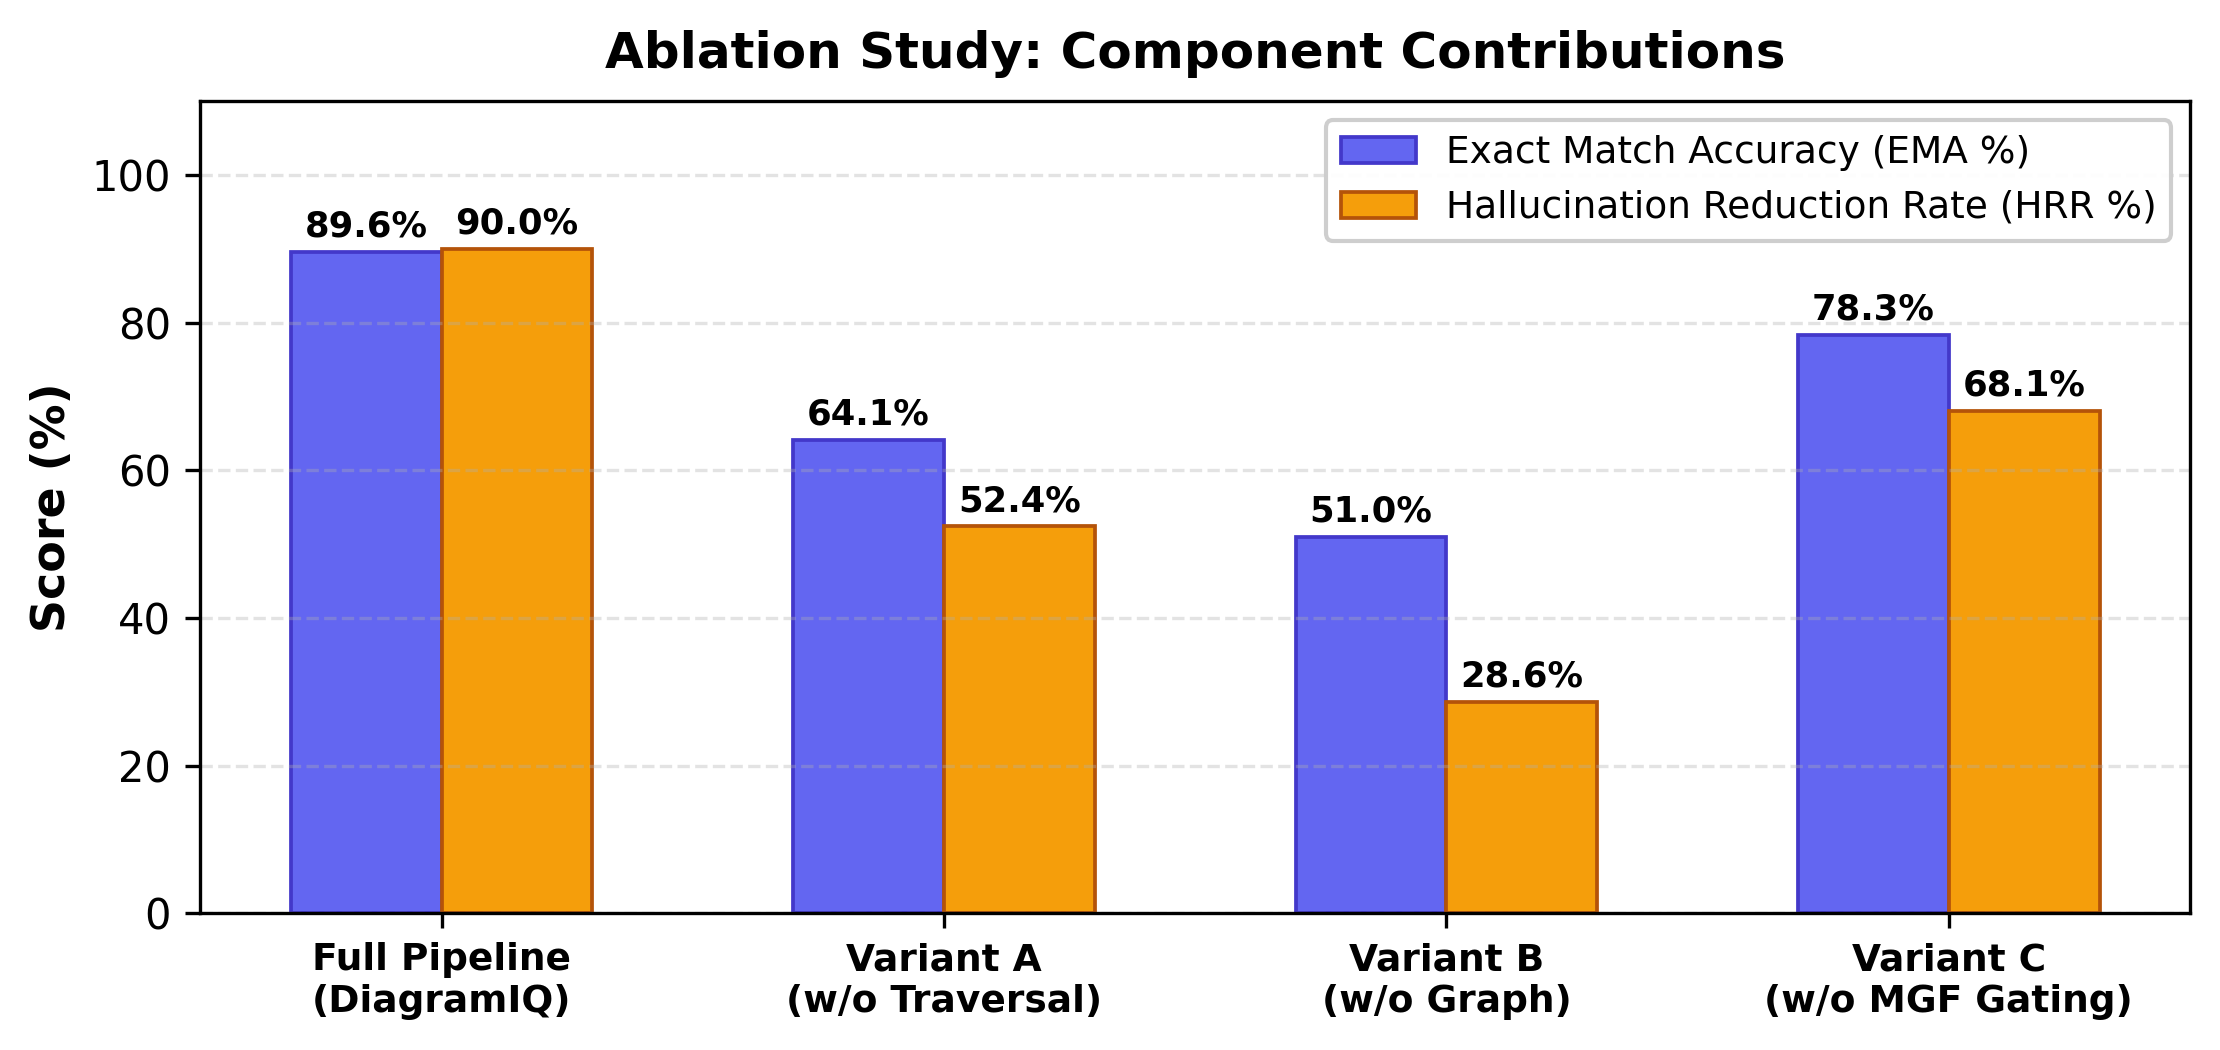 Ablation Study: Component Contributions
Exact Match Accuracy (EMA %)
Hallucination Reduction Rate (HRR %)
Score (%)
100
80
60
40
20
0
89.6%
90.0%
64.1%
52.4%
51.0%
28.6%
78.3%
68.1%
Full Pipeline
(DiagramIQ)
Variant A
(w/o Traversal)
Variant B
(w/o Graph)
Variant C
(w/o MGF Gating)